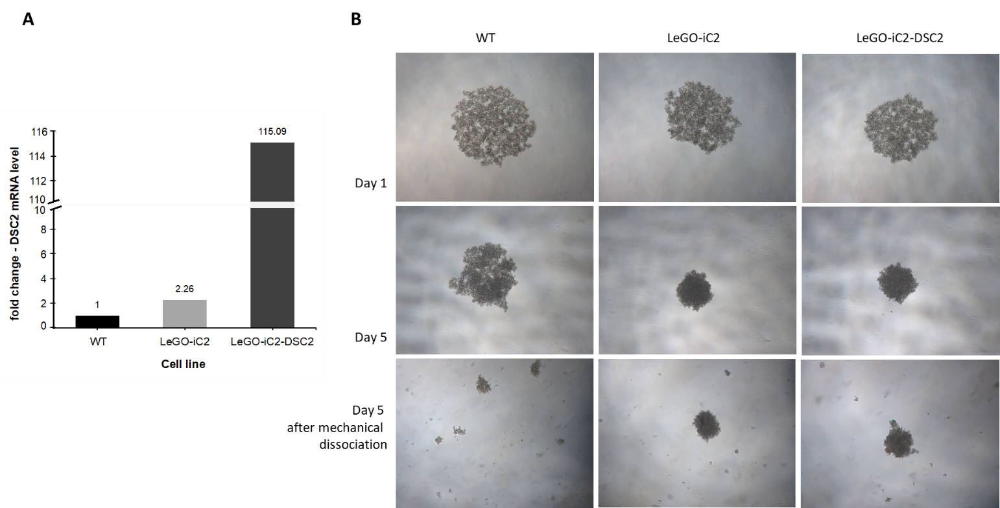 A
fold change - DSC2 mRNA level
116
114
112
110
10
8
6
4
2
0
1
2.26
115.09
WT
LeGO-iC2
LeGO-iC2-DSC2
Cell line
B
WT
LeGO-iC2
LeGO-iC2-DSC2
Day 1
Day 5
Day 5
after mechanical
dissociation